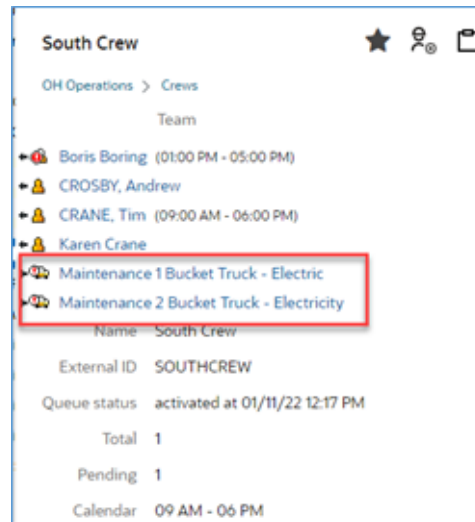 South Crew
OH Operations > Crews
Team
Boris Boring (01:00 PM - 05:00 PM)
CROSBY, Andrew
CRANE, Tim (09:00 AM - 06:00 PM)
Karen Crane
Maintenance 1 Bucket Truck - Electric
Maintenance 2 Bucket Truck - Electricity
Name South Crew
External ID SOUTHCREW
Queue status activated at 01/11/22 12:17 PM
Total 1
Pending 1
Calendar 09 AM - 06 PM